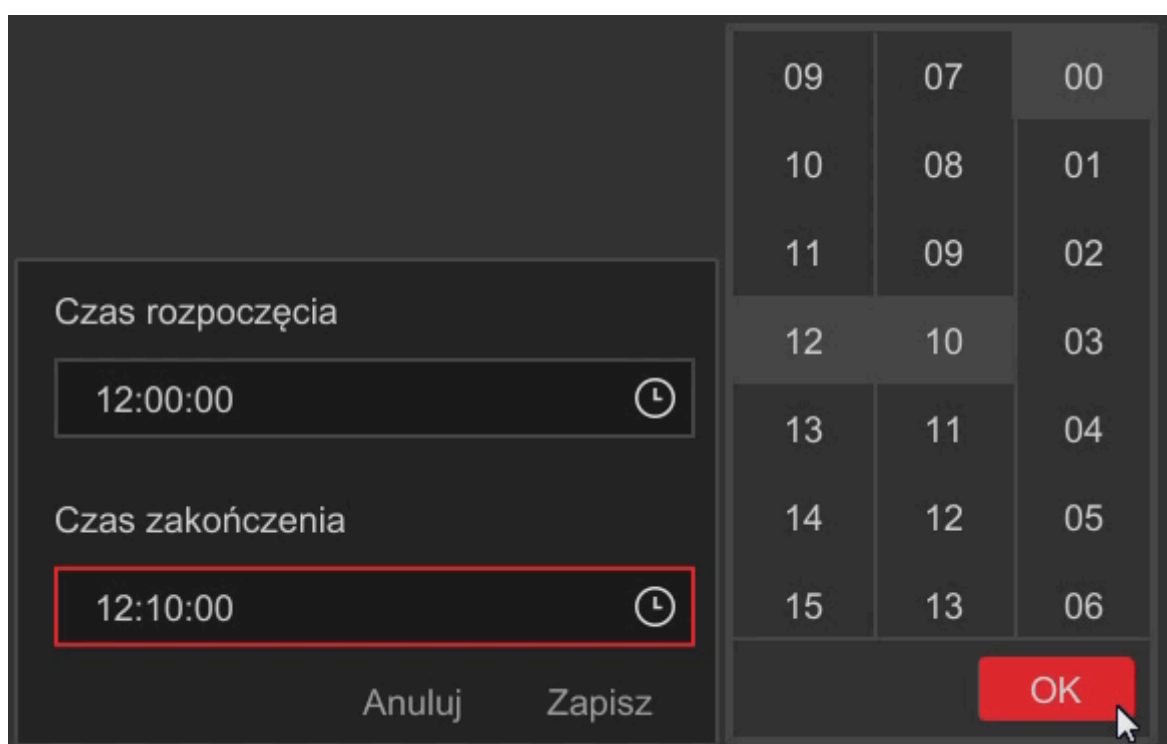 09 07 00
10 08 01
11 09 02
Czas rozpoczęcia
12 10 03
12:00:00
13 11 04
Czas zakończenia
14 12 05
12:10:00
15 13 06
Anuluj Zapisz
OK